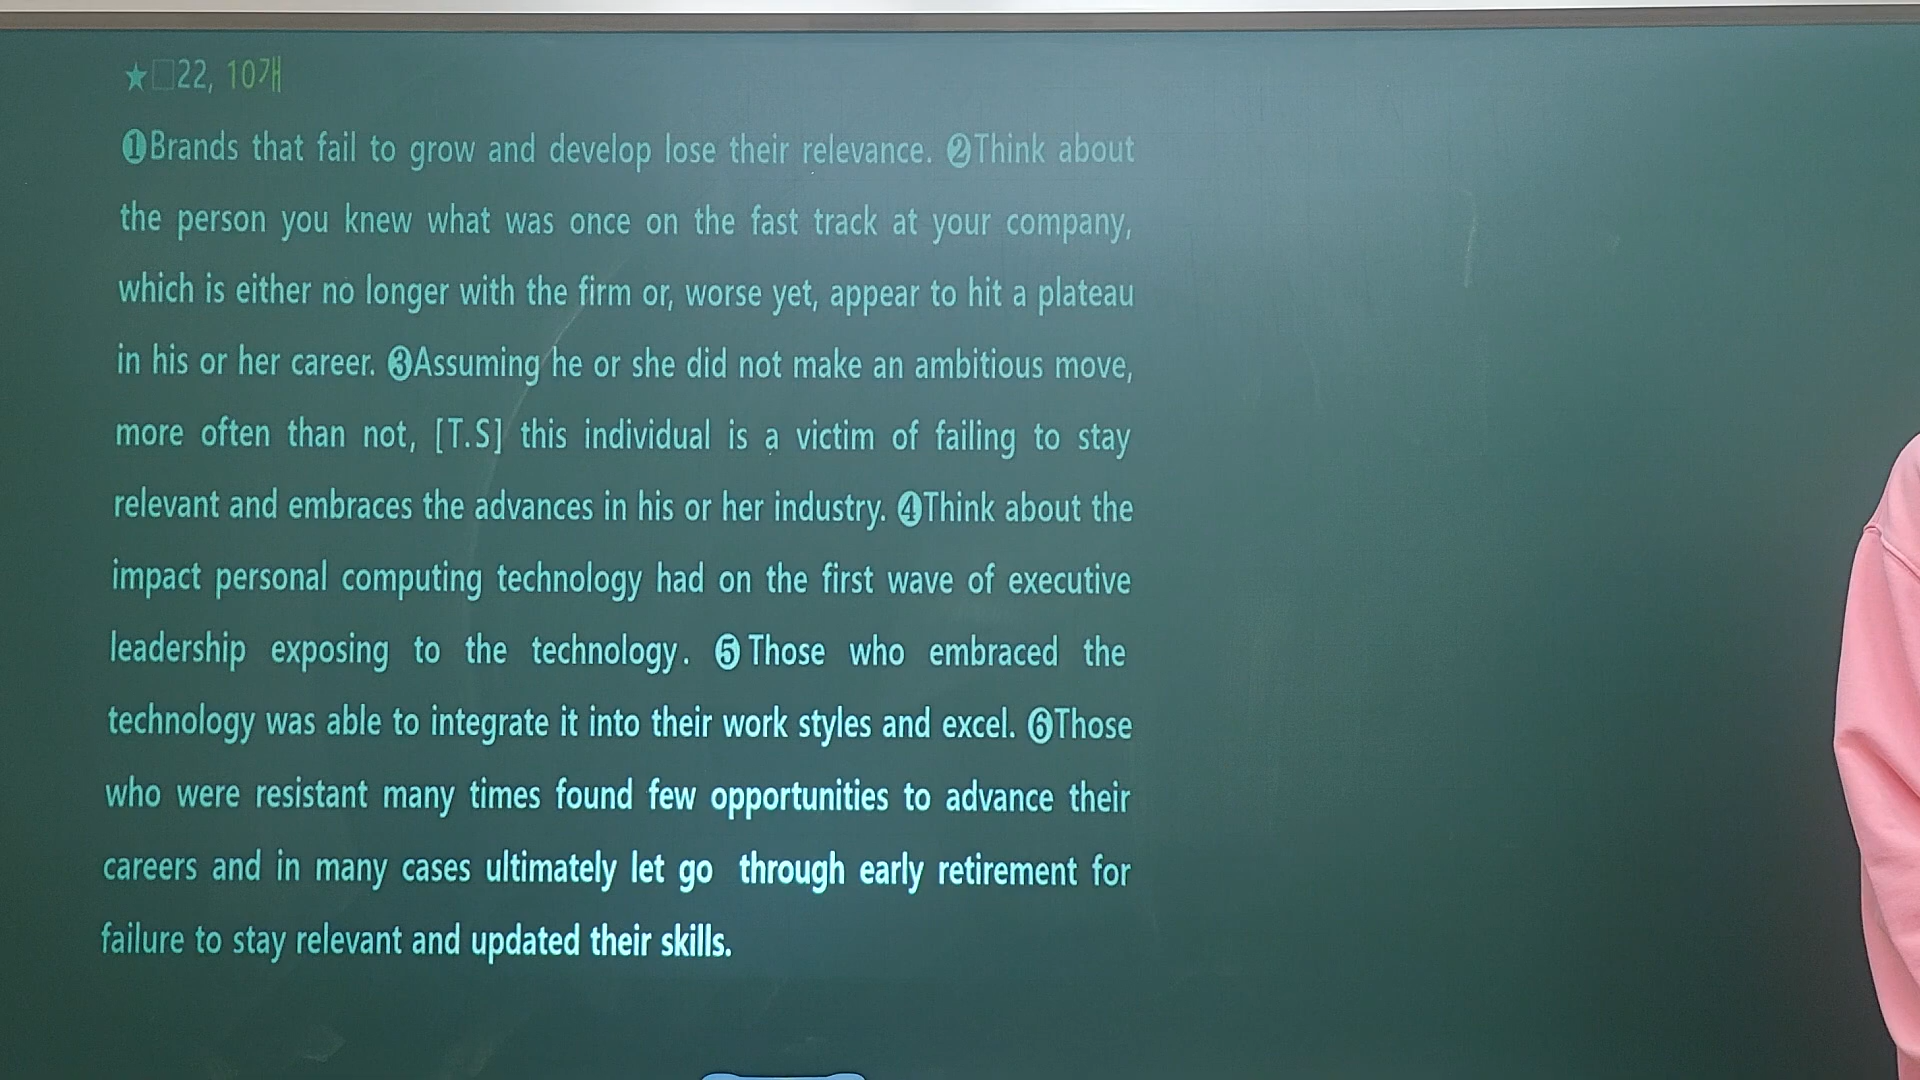 ★□22, 10개
❶Brands that fail to grow and develop lose their relevance. ❷Think about
the person you knew what was once on the fast track at your company,
which is either no longer with the firm or, worse yet, appear to hit a plateau
in his or her career. ❸Assuming he or she did not make an ambitious move,
more often than not, [T.S] this individual is a victim of failing to stay
relevant and embraces the advances in his or her industry. ❹Think about the
impact personal computing technology had on the first wave of executive
leadership exposing to the technology. ❺Those who embraced the
technology was able to integrate it into their work styles and excel. ❻Those
who were resistant many times found few opportunities to advance their
careers and in many cases ultimately let go through early retirement for
failure to stay relevant and updated their skills.